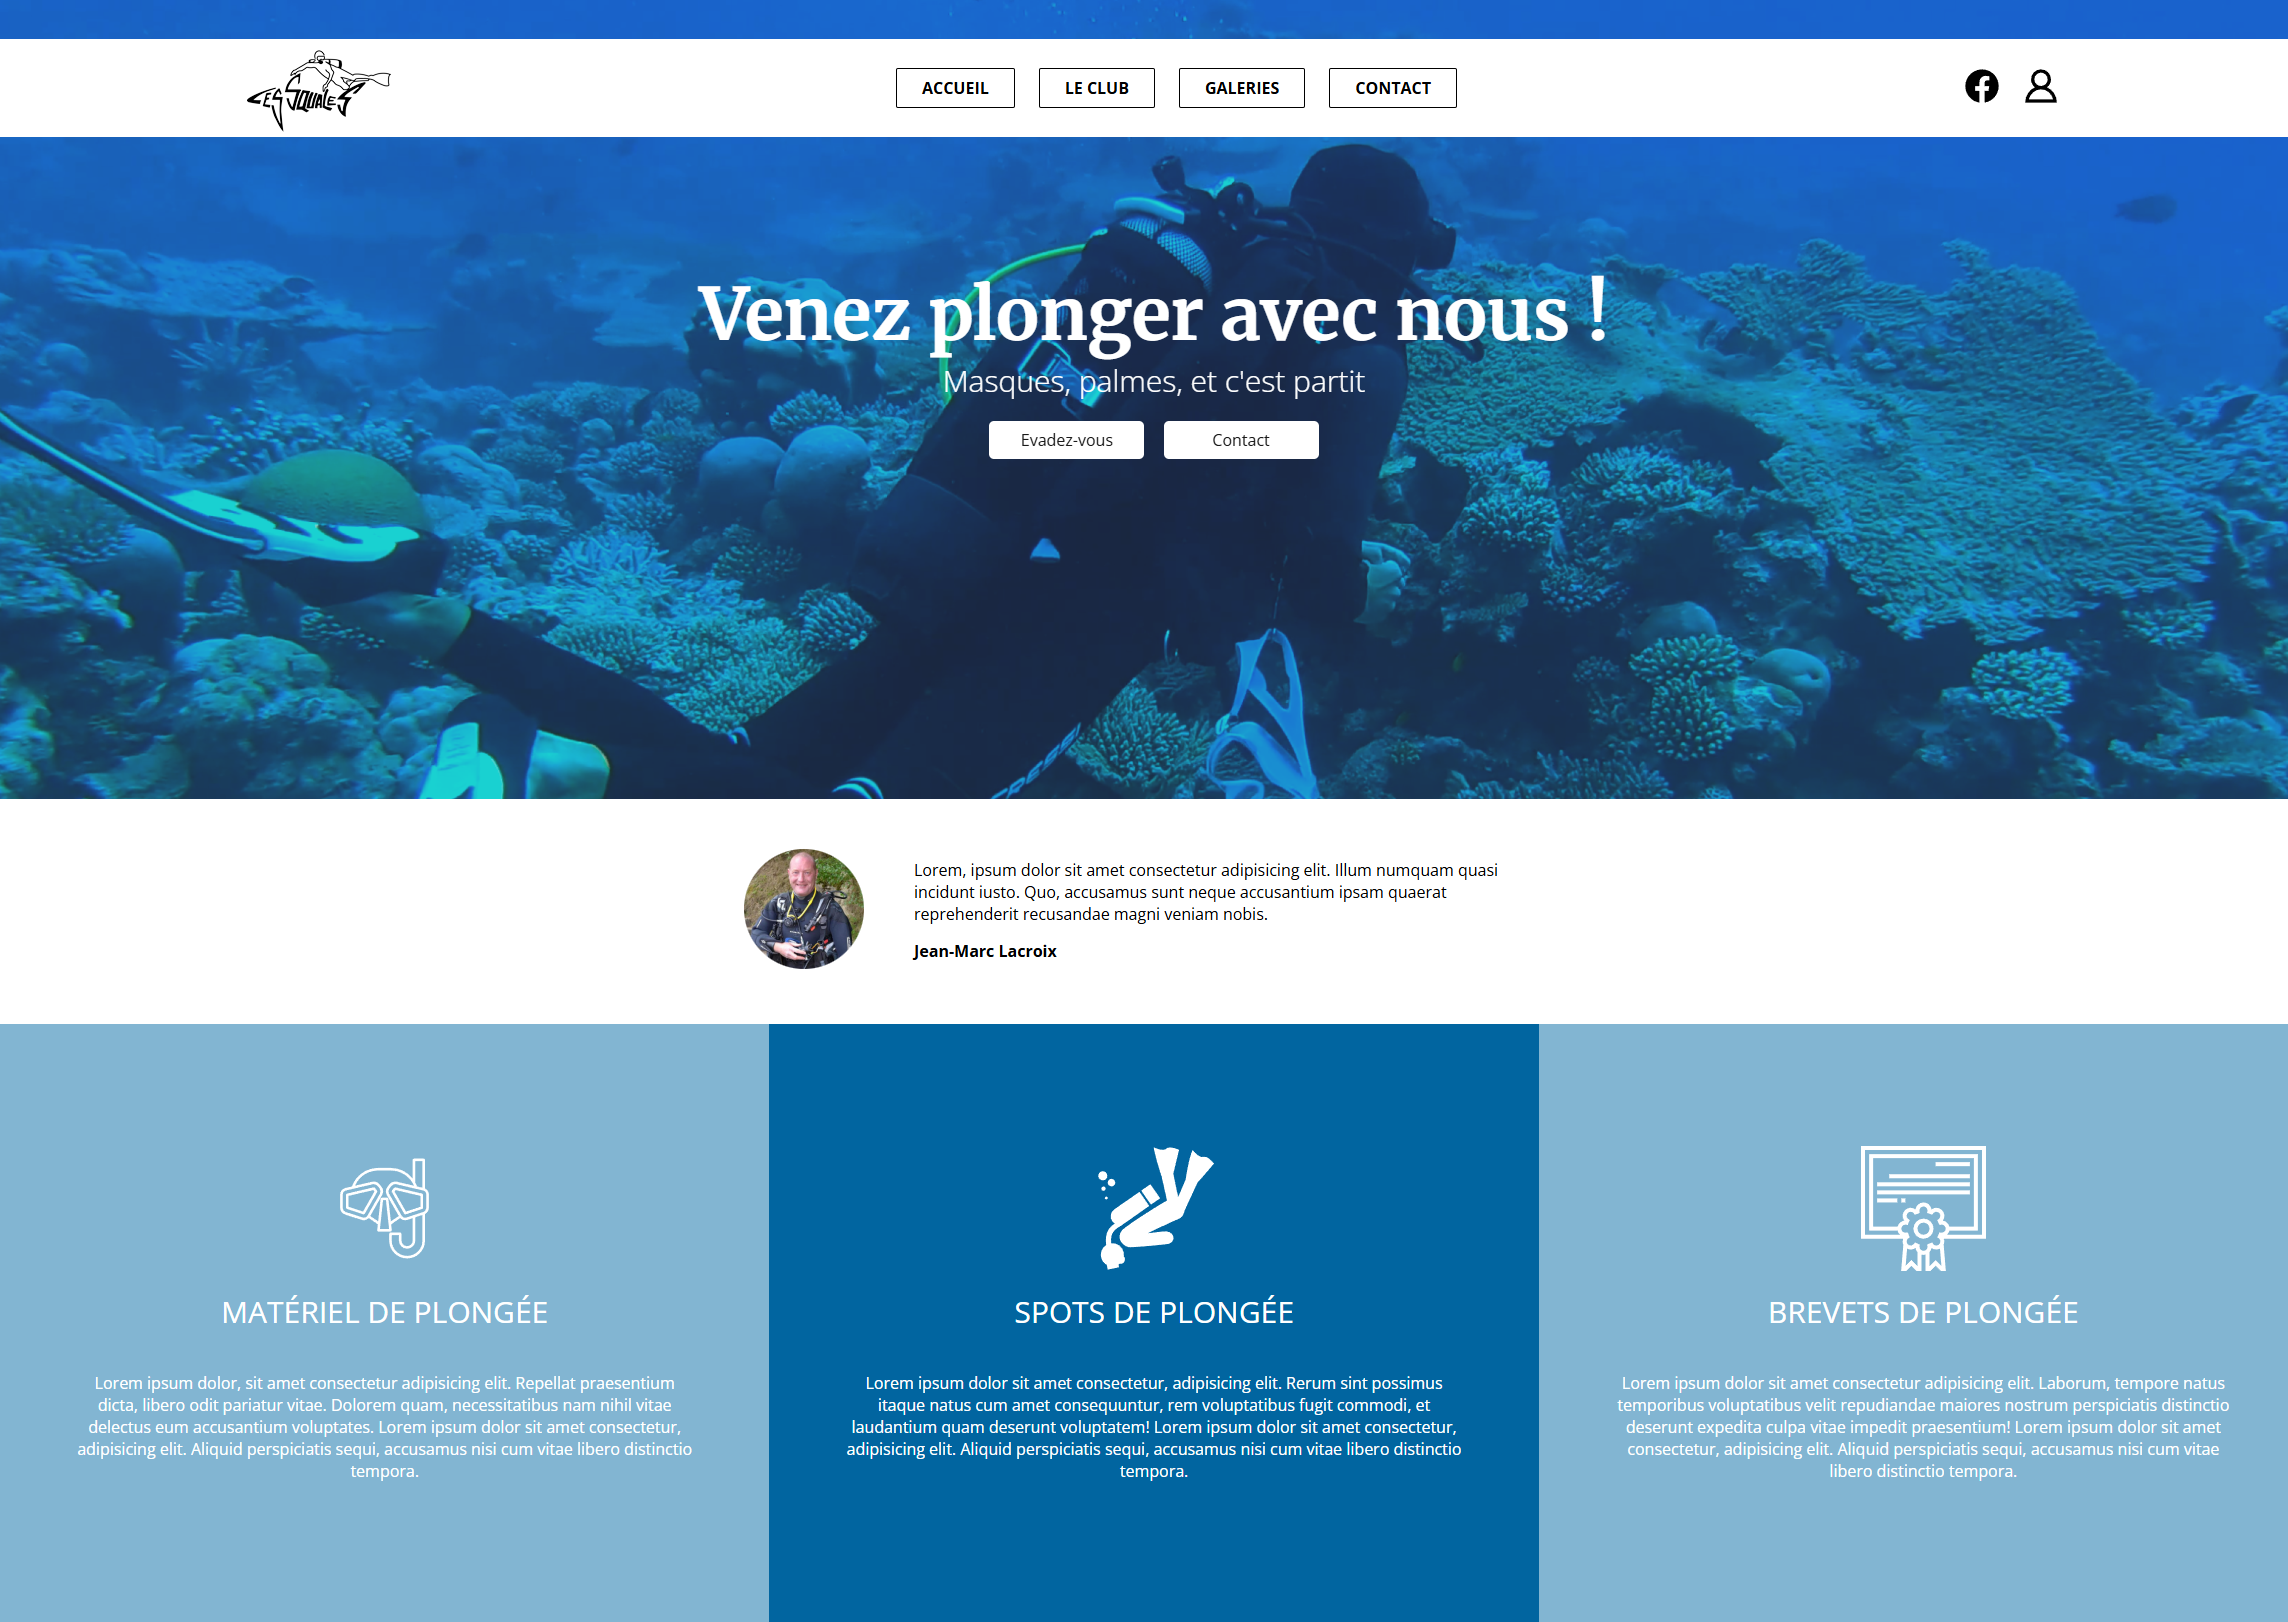 Les Squales
ACCUEIL
LE CLUB
GALERIES
CONTACT
Venez plonger avec nous !
Masques, palmes, et c'est partit
Evadez-vous
Contact
Lorem, ipsum dolor sit amet consectetur adipisicing elit. Illum numquam quasi
incidunt iusto. Quo, accusamus sunt neque accusantium ipsam quaerat
reprehenderit recusandae magni veniam nobis.
Jean-Marc Lacroix
MATÉRIEL DE PLONGÉE
Lorem ipsum dolor, sit amet consectetur adipisicing elit. Repellat praesentium
dicta, libero odit pariatur vitae. Dolorem quam, necessitatibus nam nihil vitae
delectus eum accusantium voluptates. Lorem ipsum dolor sit amet consectetur,
adipisicing elit. Aliquid perspiciatis sequi, accusamus nisi cum vitae libero distinctio
tempora.
SPOTS DE PLONGÉE
Lorem ipsum dolor sit amet consectetur, adipisicing elit. Rerum sint possimus
itaque natus cum amet consequuntur, rem voluptatibus fugit commodi, et
laudantium quam deserunt voluptatem! Lorem ipsum dolor sit amet consectetur,
adipisicing elit. Aliquid perspiciatis sequi, accusamus nisi cum vitae libero distinctio
tempora.
BREVETS DE PLONGÉE
Lorem ipsum dolor sit amet consectetur adipisicing elit. Laborum, tempore natus
temporibus voluptatibus velit repudiandae maiores nostrum perspiciatis distinctio
deserunt expedita culpa vitae impedit praesentium! Lorem ipsum dolor sit amet
consectetur, adipisicing elit. Aliquid perspiciatis sequi, accusamus nisi cum vitae
libero distinctio tempora.